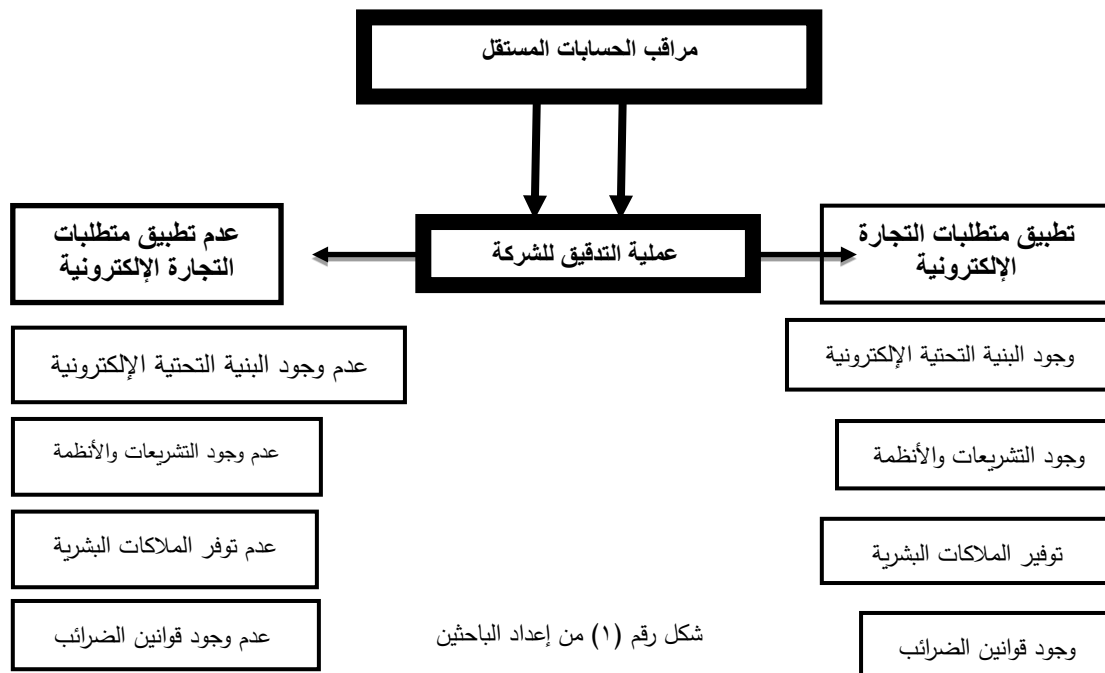 مراقب الحسابات المستقل
تطبيق متطلبات التجارة
الإلكترونية
عملية التدقيق للشركة
عدم تطبيق متطلبات
التجارة الإلكترونية
وجود البنية التحتية الإلكترونية
عدم وجود البنية التحتية الإلكترونية
وجود التشريعات والأنظمة
عدم وجود التشريعات والأنظمة
توفير الملاكات البشرية
عدم توفر الملاكات البشرية
وجود قوانين الضرائب
عدم وجود قوانين الضرائب
شكل رقم (١) من إعداد الباحثين